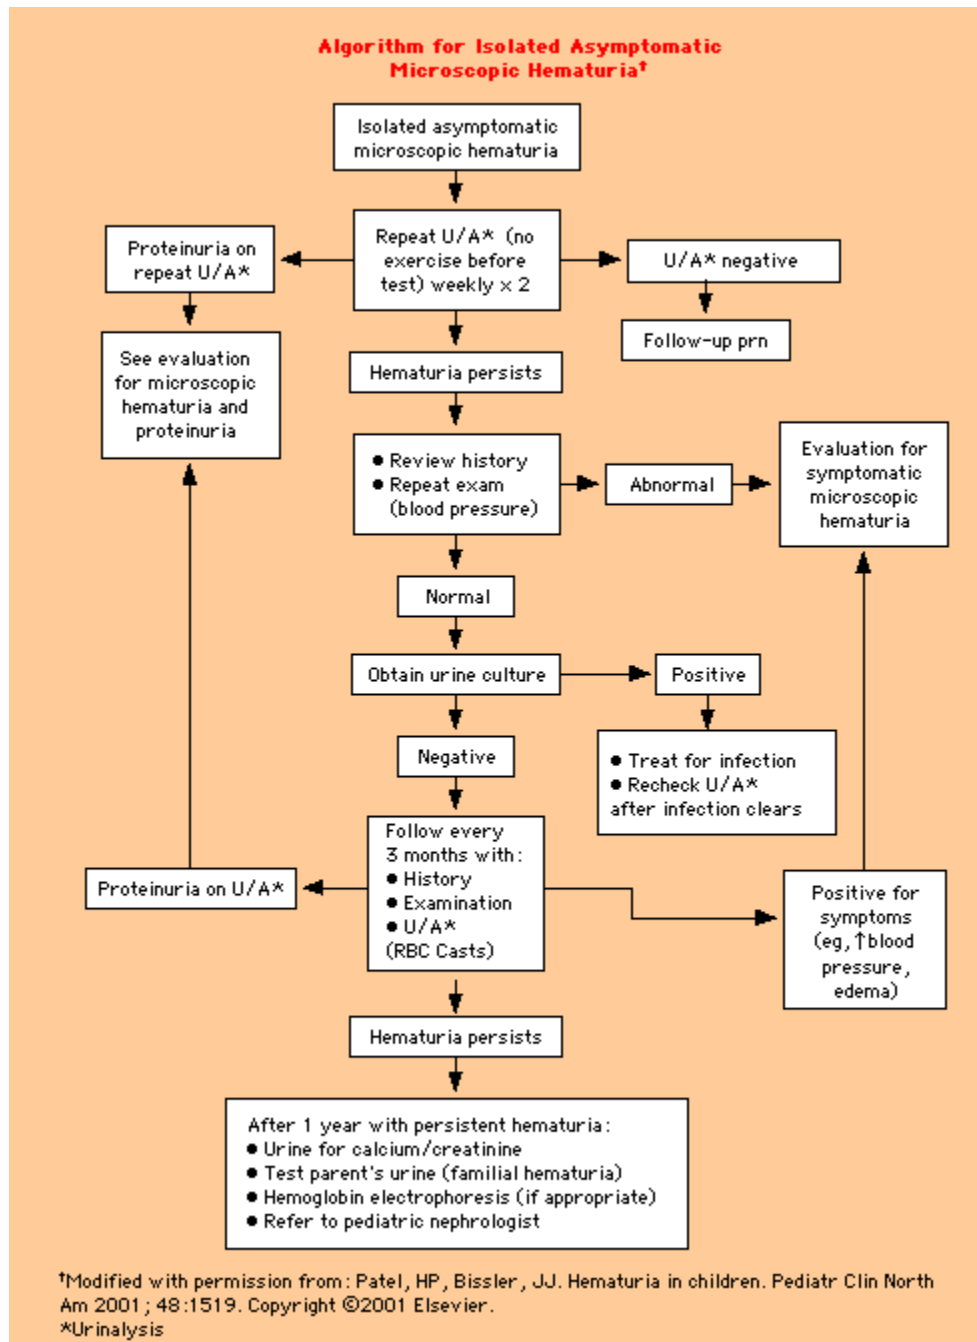 Algorithm for Isolated Asymptomatic
Microscopic Hematuria†
Isolated asymptomatic
microscopic hematuria
Proteinuria on
repeat U/A*
Repeat U/A* (no
exercise before
test) weekly x 2
U/A* negative
Follow-up prn
See evaluation
for microscopic
hematuria and
proteinuria
Hematuria persists
● Review history
● Repeat exam
(blood pressure)
Abnormal
Evaluation for
symptomatic
microscopic
hematuria
Normal
Obtain urine culture
Positive
Negative
● Treat for infection
● Recheck U/A*
after infection clears
Proteinuria on U/A*
Follow every
3 months with:
● History
● Examination
● U/A*
(RBC Casts)
Positive for
symptoms
(eg, ↑blood
pressure,
edema)
Hematuria persists
After 1 year with persistent hematuria:
● Urine for calcium/creatinine
● Test parent's urine (familial hematuria)
● Hemoglobin electrophoresis (if appropriate)
● Refer to pediatric nephrologist
†Modified with permission from: Patel, HP, Bissler, JJ. Hematuria in children. Pediatr Clin North
Am 2001; 48:1519. Copyright ©2001 Elsevier.
*Urinalysis